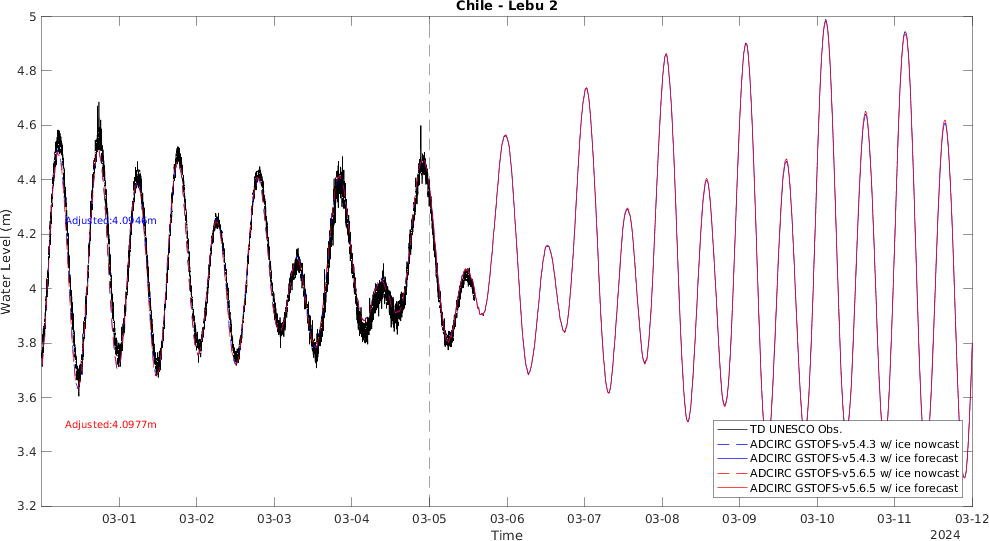 Chile - Lebu 2
Water Level (m)
5
4.8
4.6
4.4
4.2
4
3.8
3.6
3.4
3.2
Adjusted:4.0946m
Adjusted:4.0977m
TD UNESCO Obs.
ADCIRC GSTOFS-v5.4.3 w/ ice nowcast
ADCIRC GSTOFS-v5.4.3 w/ ice forecast
ADCIRC GSTOFS-v5.6.5 w/ ice nowcast
ADCIRC GSTOFS-v5.6.5 w/ ice forecast
03-01 03-02 03-03 03-04 03-05 03-06 03-07 03-08 03-09 03-10 03-11 03-12
Time
2024